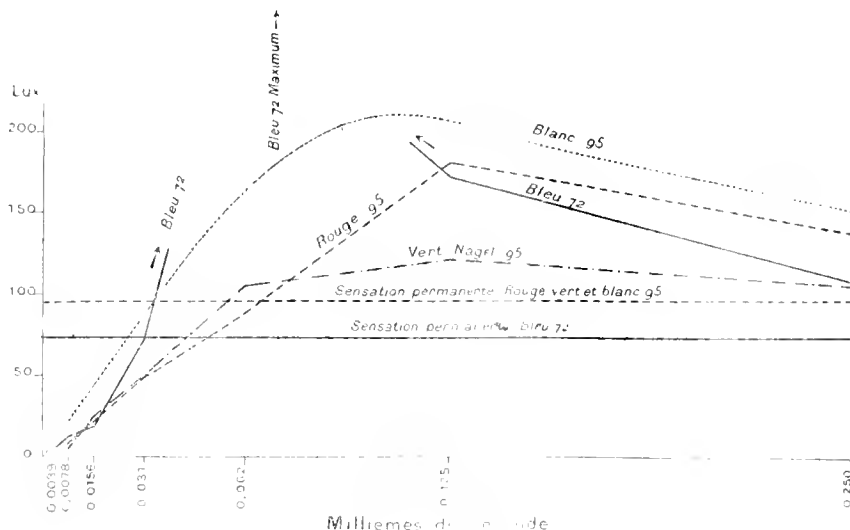 Lux
200
150
100
50
0
Bleu 72 Maximum
Bleu 72
Rouge 95
Blanc 95
Bleu 72
Vert Nagel 95
Sensation permanente Rouge vert et blanc 95
Sensation bleu 72
0.0039
0,0078
0.0156
0.031
0.062
0.125
0.250
Millièmes